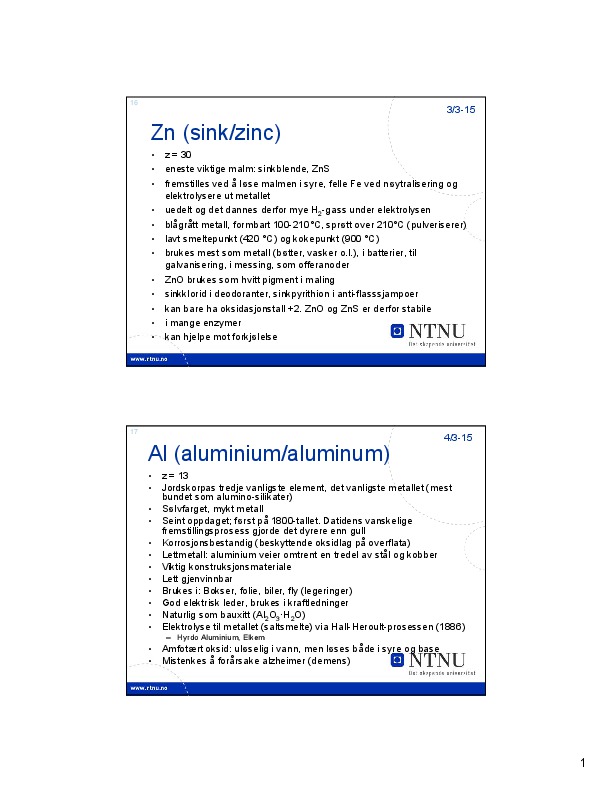 16
3/3-15
Zn (sink/zinc)
• z = 30
• eneste viktige malm: sinkblende, ZnS
• fremstilles ved å løse malmen i syre, felle Fe ved nøytralisering og
elektrolysere ut metallet
• uedelt og det dannes derfor mye H₂-gass under elektrolysen
• blågrått metall, formbart 100-210°C, sprøtt over 210°C (pulveriserer)
• lavt smeltepunkt (420 °C) og kokepunkt (900 °C)
• brukes mest som metall (bøtter, vasker o.l.), i batterier, til
galvanisering, i messing, som offeranoder
• ZnO brukes som hvitt pigment i maling
• sinkklorid i deodoranter, sinkpyrithion i anti-flasssjampoer
• kan bare ha oksidasjonstall +2. ZnO og ZnS er derfor stabile
• i mange enzymer
• kan hjelpe mot forkjølelse
NTNU
Det skapende universitet
www.ntnu.no
17
4/3-15
Al (aluminium/aluminum)
• z = 13
• Jordskorpas tredje vanligste element, det vanligste metallet (mest
bundet som alumino-silikater)
• Sølvfarget, mykt metall
• Seint oppdaget; først på 1800-tallet. Datidens vanskelige
fremstillingsprosess gjorde det dyrere enn gull
• Korrosjonsbestandig (beskyttende oksidlag på overflata)
• Lettmetall: aluminium veier omtrent en tredel av stål og kobber
• Viktig konstruksjonsmateriale
• Lett gjenvinnbar
• Brukes i: Bokser, folie, biler, fly (legeringer)
• God elektrisk leder, brukes i kraftledninger
• Naturlig som bauxitt (Al₂O₃·H₂O)
• Elektrolyse til metallet (saltsmelte) via Hall-Heroult-prosessen (1886)
– Hyrdo Aluminium, Elkem
• Amfotært oksid: uløselig i vann, men løses både i syre og base
• Mistenkes å forårsake alzheimer (demens)
NTNU
Det skapende universitet
www.ntnu.no
1